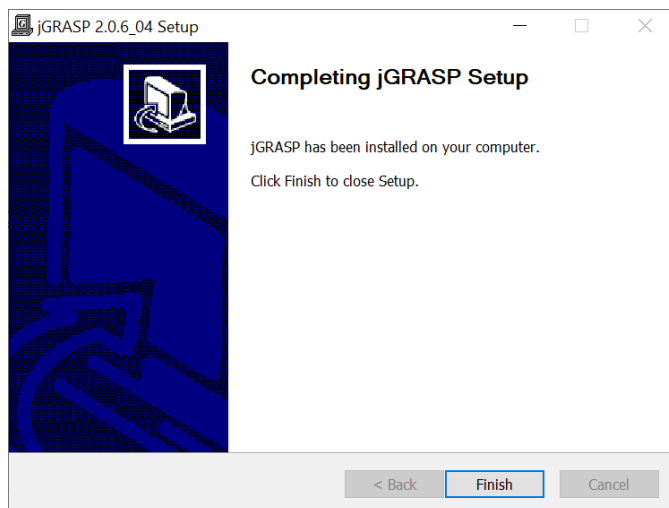 jGRASP 2.0.6_04 Setup
Completing jGRASP Setup
jGRASP has been installed on your computer.
Click Finish to close Setup.
< Back
Finish
Cancel